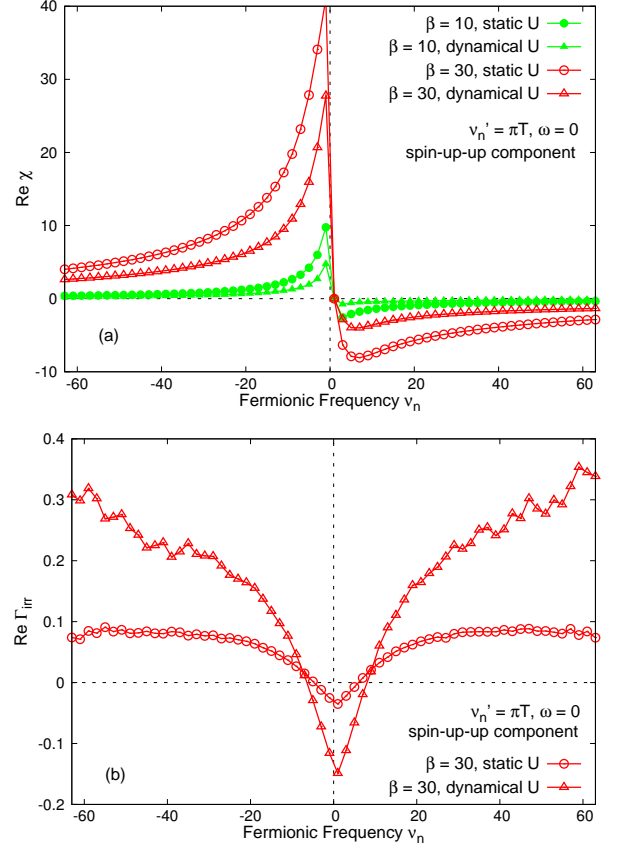 40
30
20
10
0
-10
Re χ
β = 10, static U
β = 10, dynamical U
β = 30, static U
β = 30, dynamical U
νn' = πT, ω = 0
spin-up-up component
(a)
-60 -40 -20 0 20 40 60
Fermionic Frequency νn
0.4
0.3
0.2
0.1
0
-0.1
-0.2
Re Γirr
νn' = πT, ω = 0
spin-up-up component
β = 30, static U
β = 30, dynamical U
(b)
-60 -40 -20 0 20 40 60
Fermionic Frequency νn